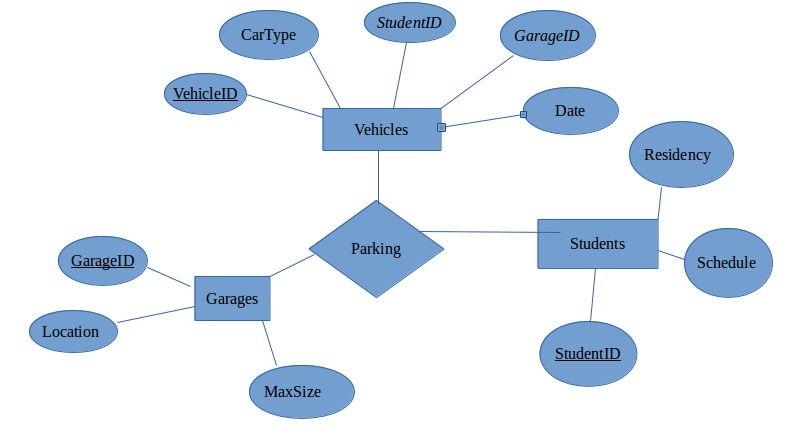 StudentID
CarType
GarageID
VehicleID
Date
Vehicles
Residency
Parking
Students
GarageID
Schedule
Garages
Location
StudentID
MaxSize